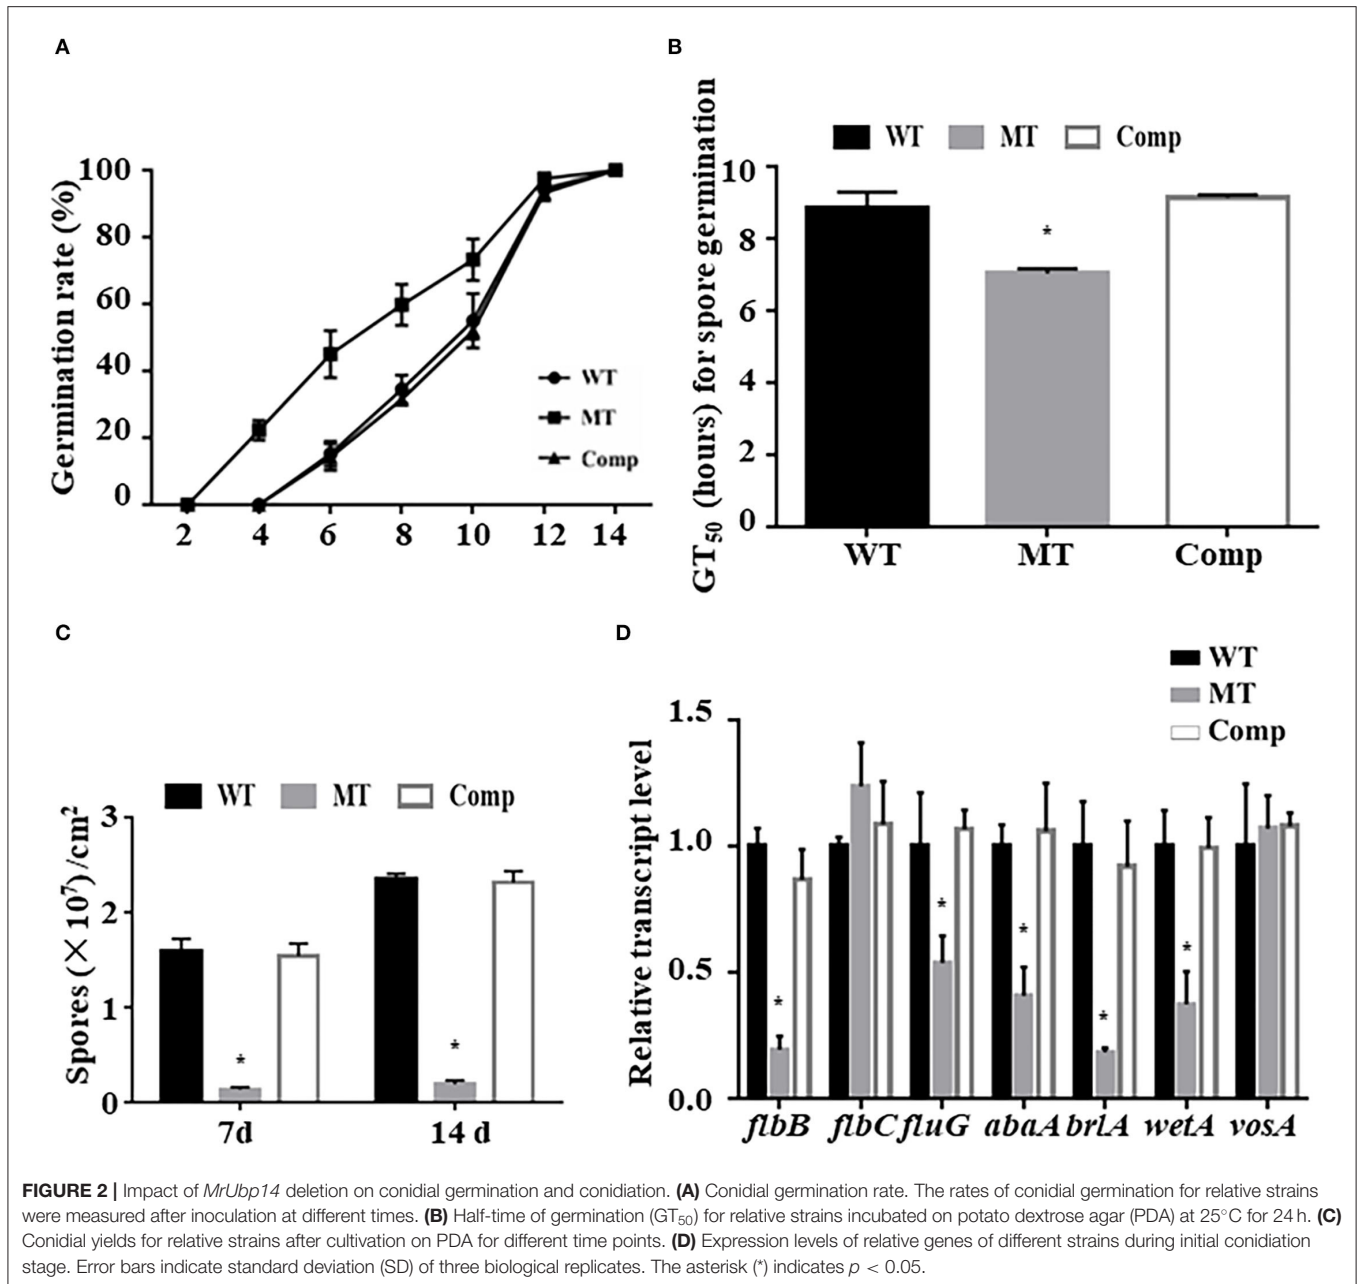 A
Germination rate (%)
100
80
60
40
20
0
2 4 6 8 10 12 14
WT
MT
Comp
B
WT MT Comp
GT50 (hours) for spore germination
10
8
6
4
2
0
WT MT Comp
C
WT MT Comp
Spores (×10⁷) /cm²
3
2
1
0
7d 14 d
D
WT
MT
Comp
Relative transcript level
1.5
1.0
0.5
0.0
* * * * *
flbB flbC fluG abaA brlA wetA vosA
FIGURE 2 | Impact of MrUbp14 deletion on conidial germination and conidiation. (A) Conidial germination rate. The rates of conidial germination for relative strains
were measured after inoculation at different times. (B) Half-time of germination (GT50) for relative strains incubated on potato dextrose agar (PDA) at 25°C for 24 h. (C)
Conidial yields for relative strains after cultivation on PDA for different time points. (D) Expression levels of relative genes of different strains during initial conidiation
stage. Error bars indicate standard deviation (SD) of three biological replicates. The asterisk (*) indicates p < 0.05.